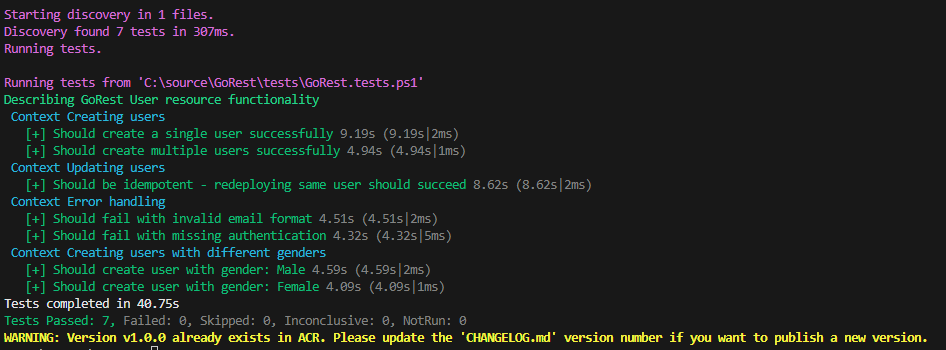 Starting discovery in 1 files.
Discovery found 7 tests in 307ms.
Running tests.

Running tests from 'C:\source\GoRest\tests\GoRest.tests.ps1'
Describing GoRest User resource functionality
 Context Creating users
   [+] Should create a single user successfully 9.19s (9.19s|2ms)
   [+] Should create multiple users successfully 4.94s (4.94s|1ms)
 Context Updating users
   [+] Should be idempotent - redeploying same user should succeed 8.62s (8.62s|2ms)
 Context Error handling
   [+] Should fail with invalid email format 4.51s (4.51s|2ms)
   [+] Should fail with missing authentication 4.32s (4.32s|5ms)
 Context Creating users with different genders
   [+] Should create user with gender: Male 4.59s (4.59s|2ms)
   [+] Should create user with gender: Female 4.09s (4.09s|1ms)
Tests completed in 40.75s
Tests Passed: 7, Failed: 0, Skipped: 0, Inconclusive: 0, NotRun: 0
WARNING: Version v1.0.0 already exists in ACR. Please update the 'CHANGELOG.md' version number if you want to publish a new version.